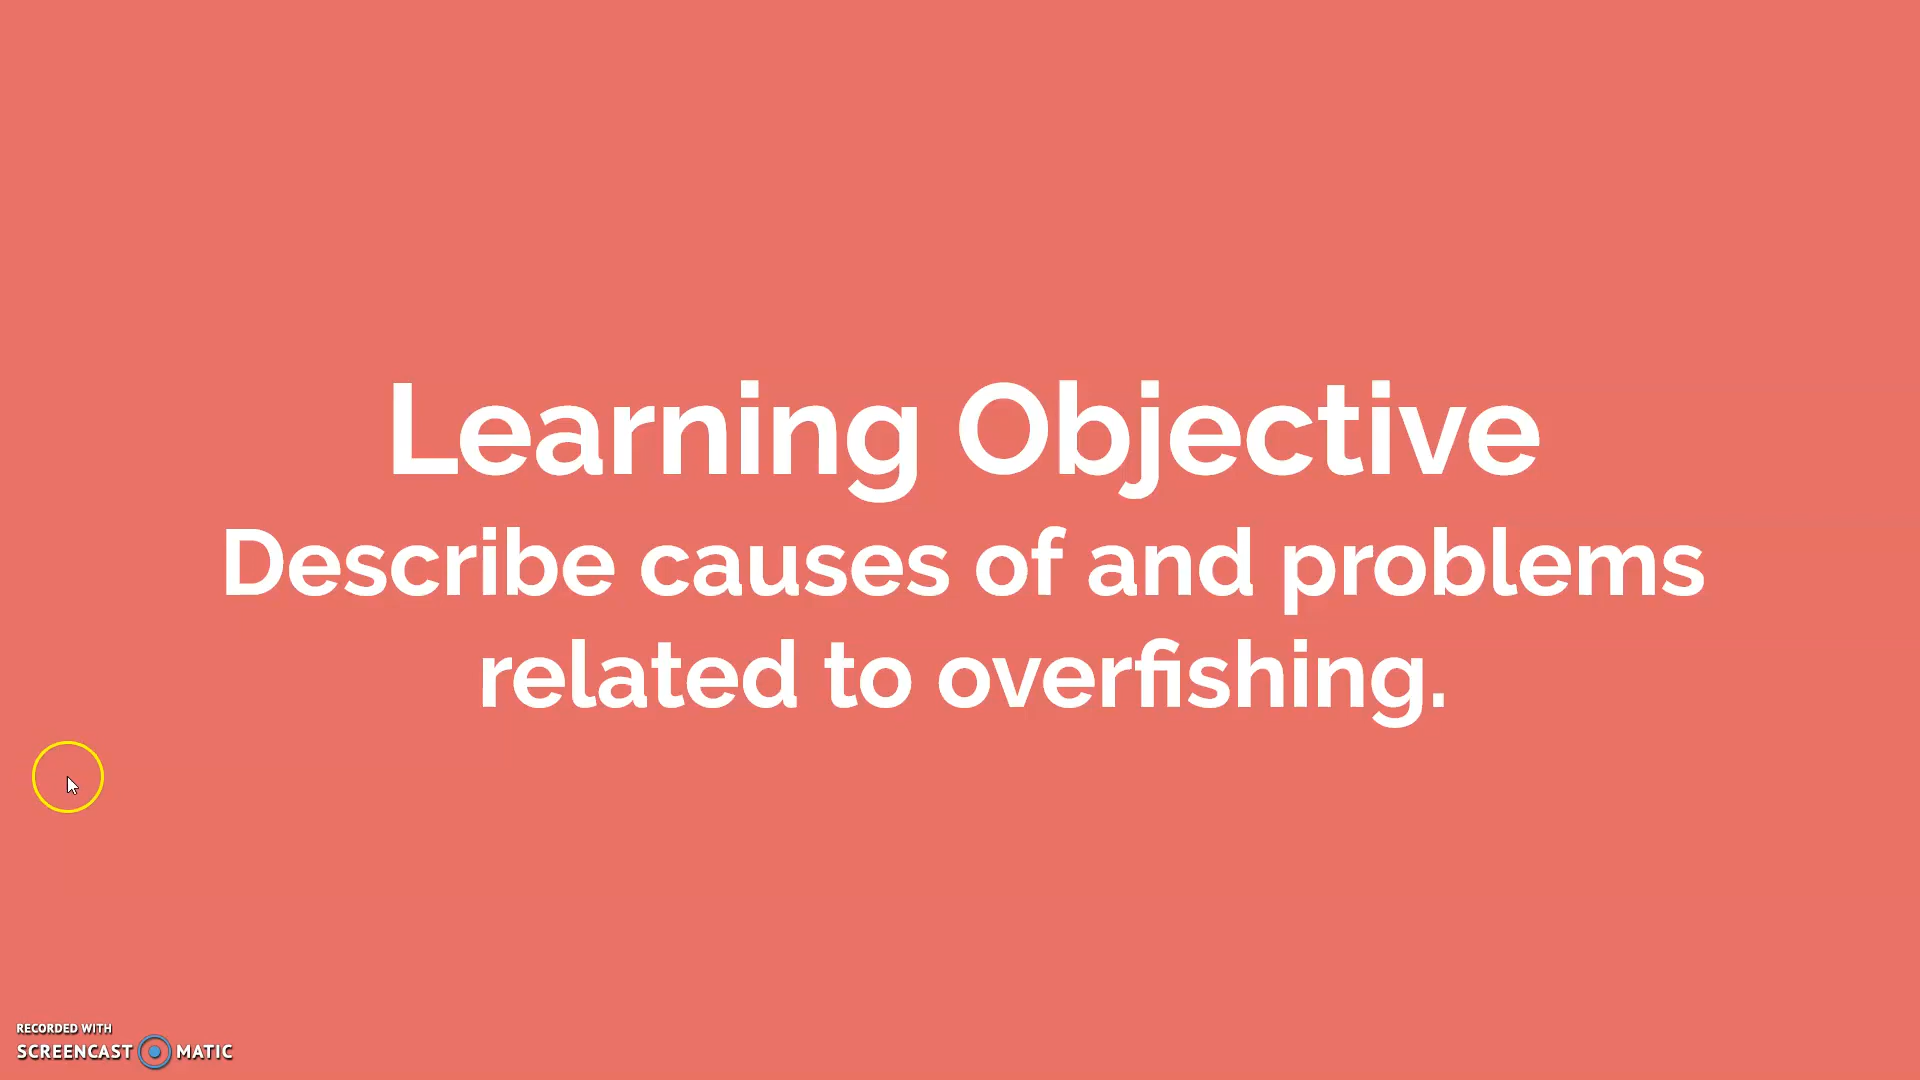 Learning Objective
Describe causes of and problems
related to overfishing.
RECORDED WITH
SCREENCAST MATIC